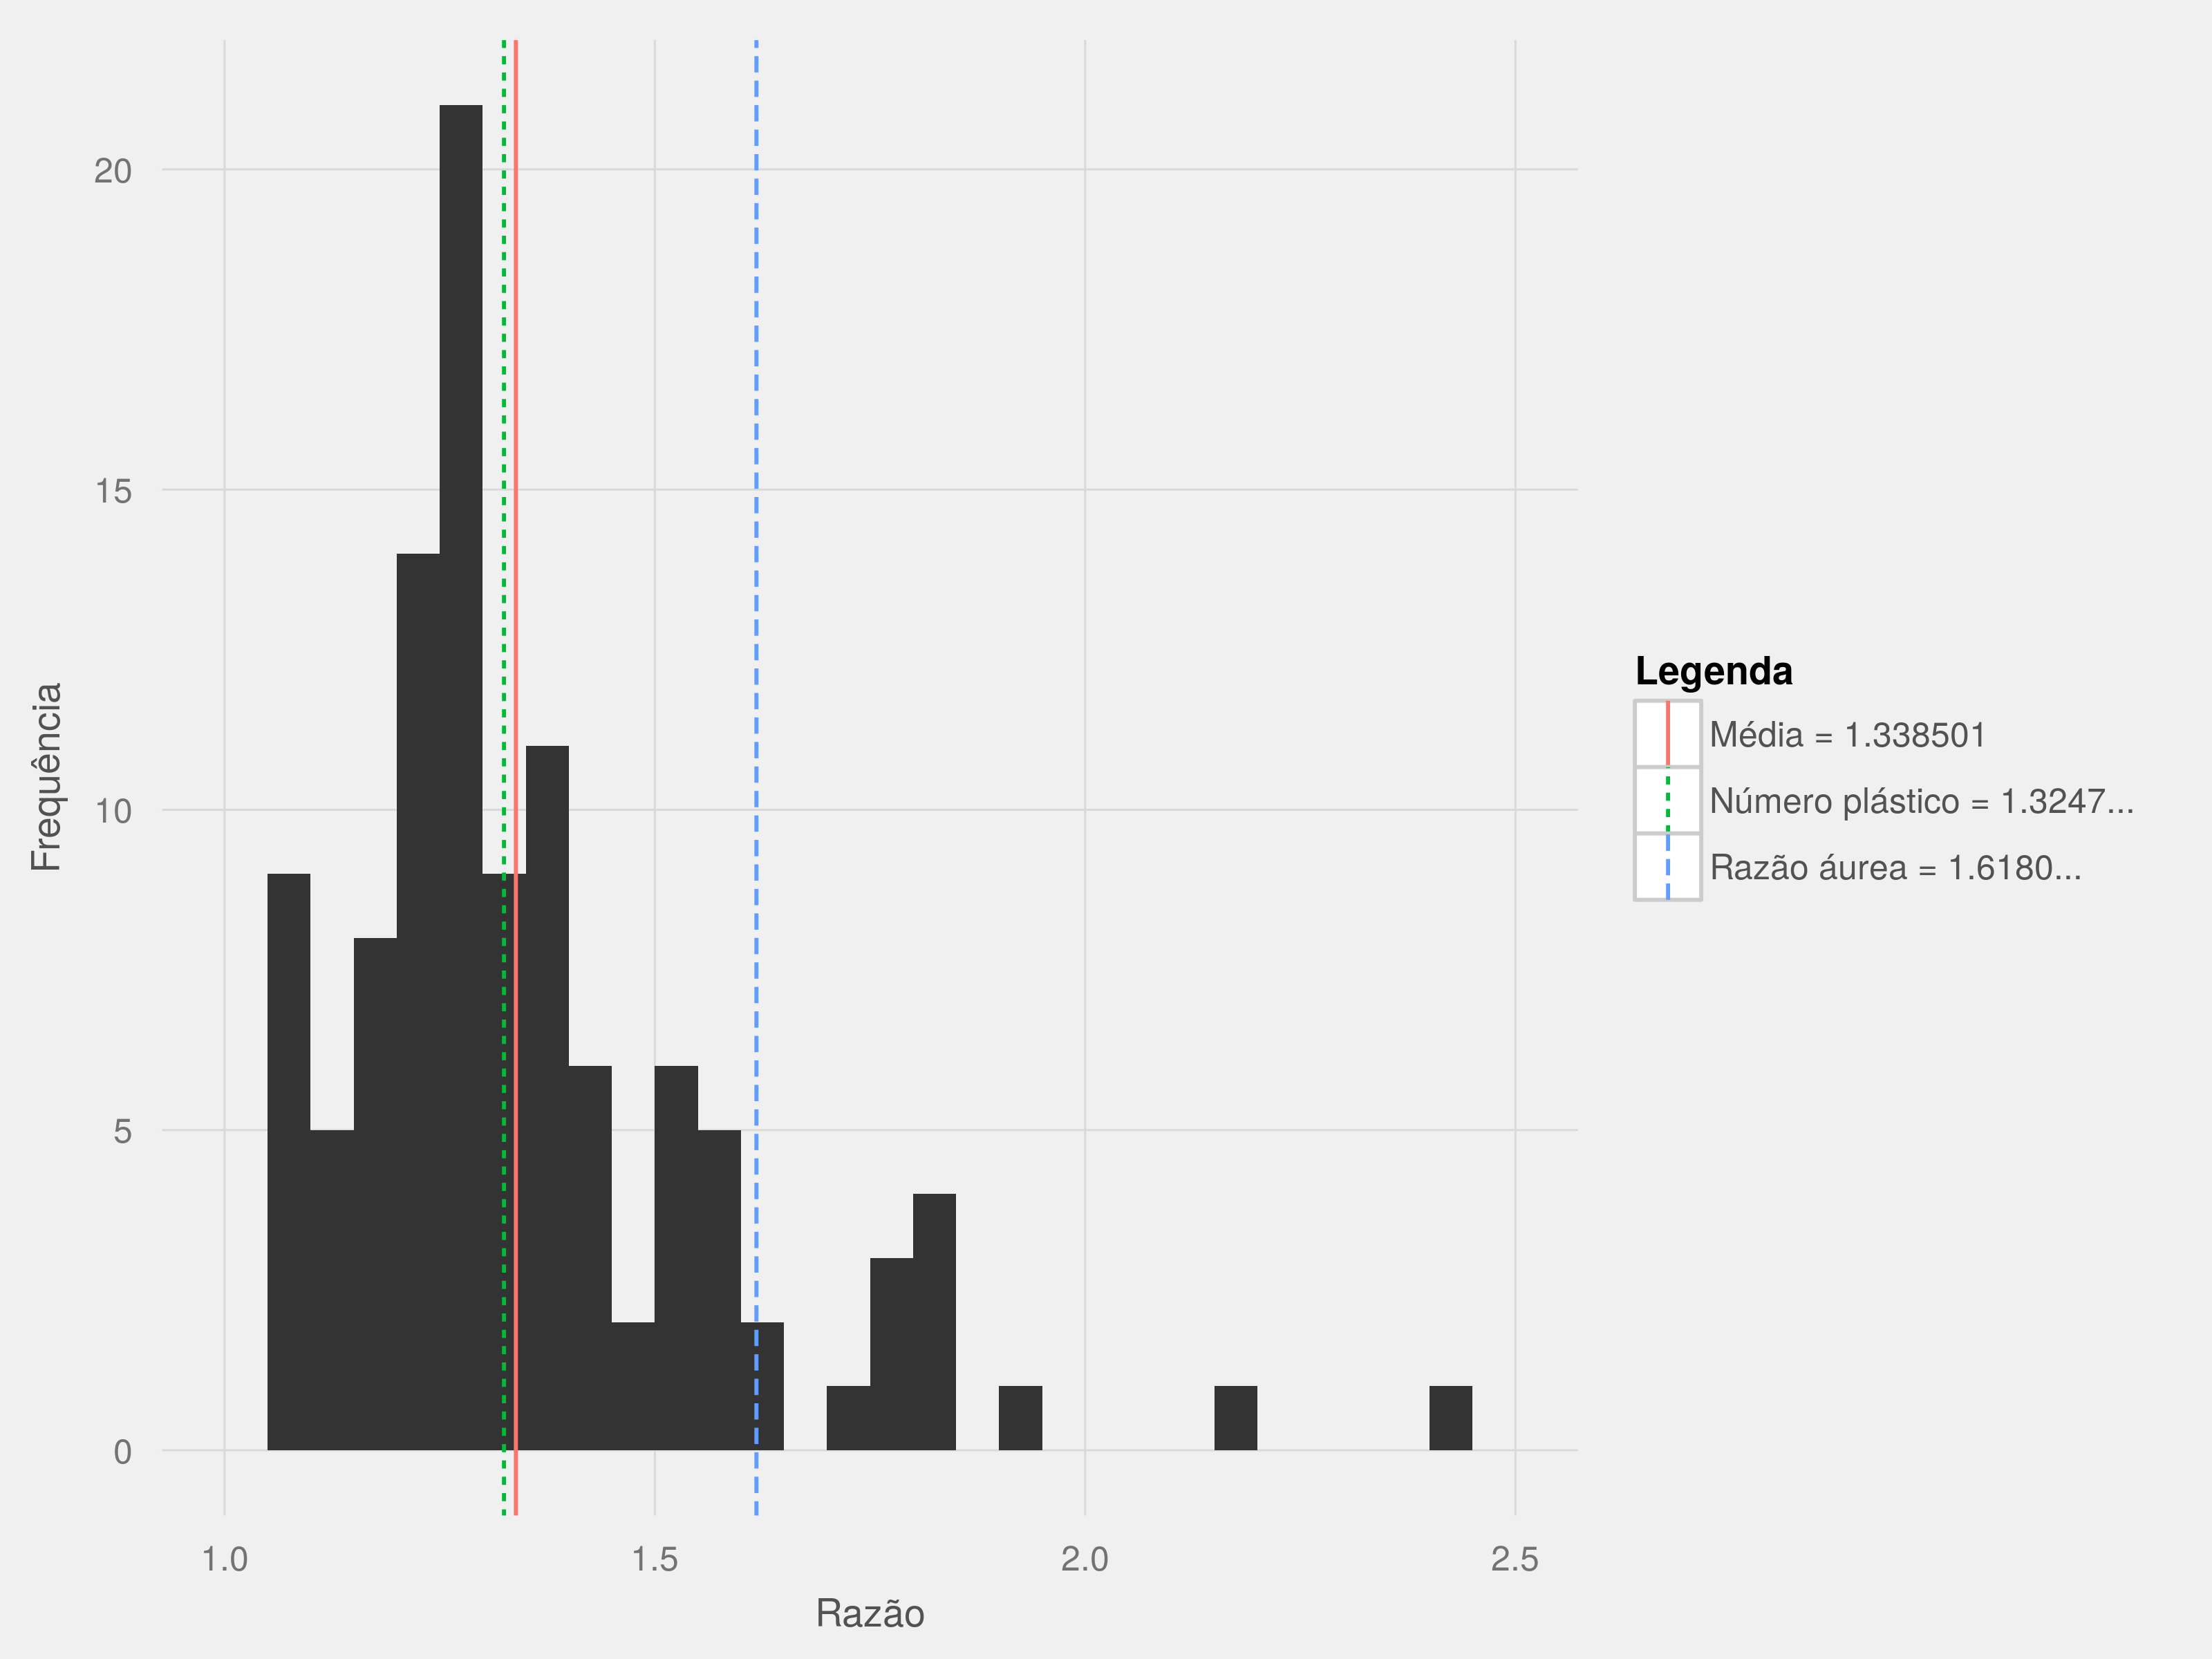 20
15
10
5
0
Frequência
1.0
1.5
2.0
2.5
Razão
Legenda
Média = 1.338501
Número plástico = 1.3247...
Razão áurea = 1.6180...